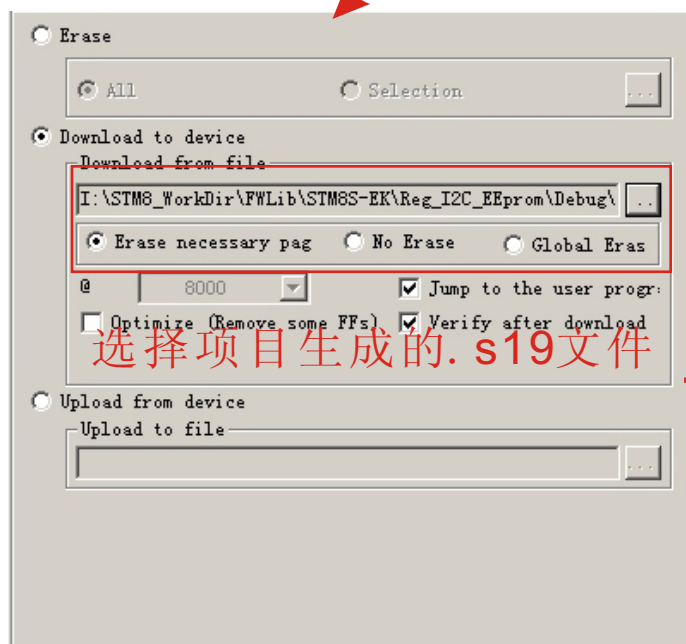 Erase
All Selection ...
Download to device
Download from file
I:\STM8_WorkDir\FWLib\STM8S-EK\Reg_I2C_EEprom\Debug\ ..
Erase necessary pag No Erase Global Eras
@ 8000 Jump to the user progr
Optimize (Remove some FFs) Verify after download
选择项目生成的. s19文件
Upload from device
Upload to file
...